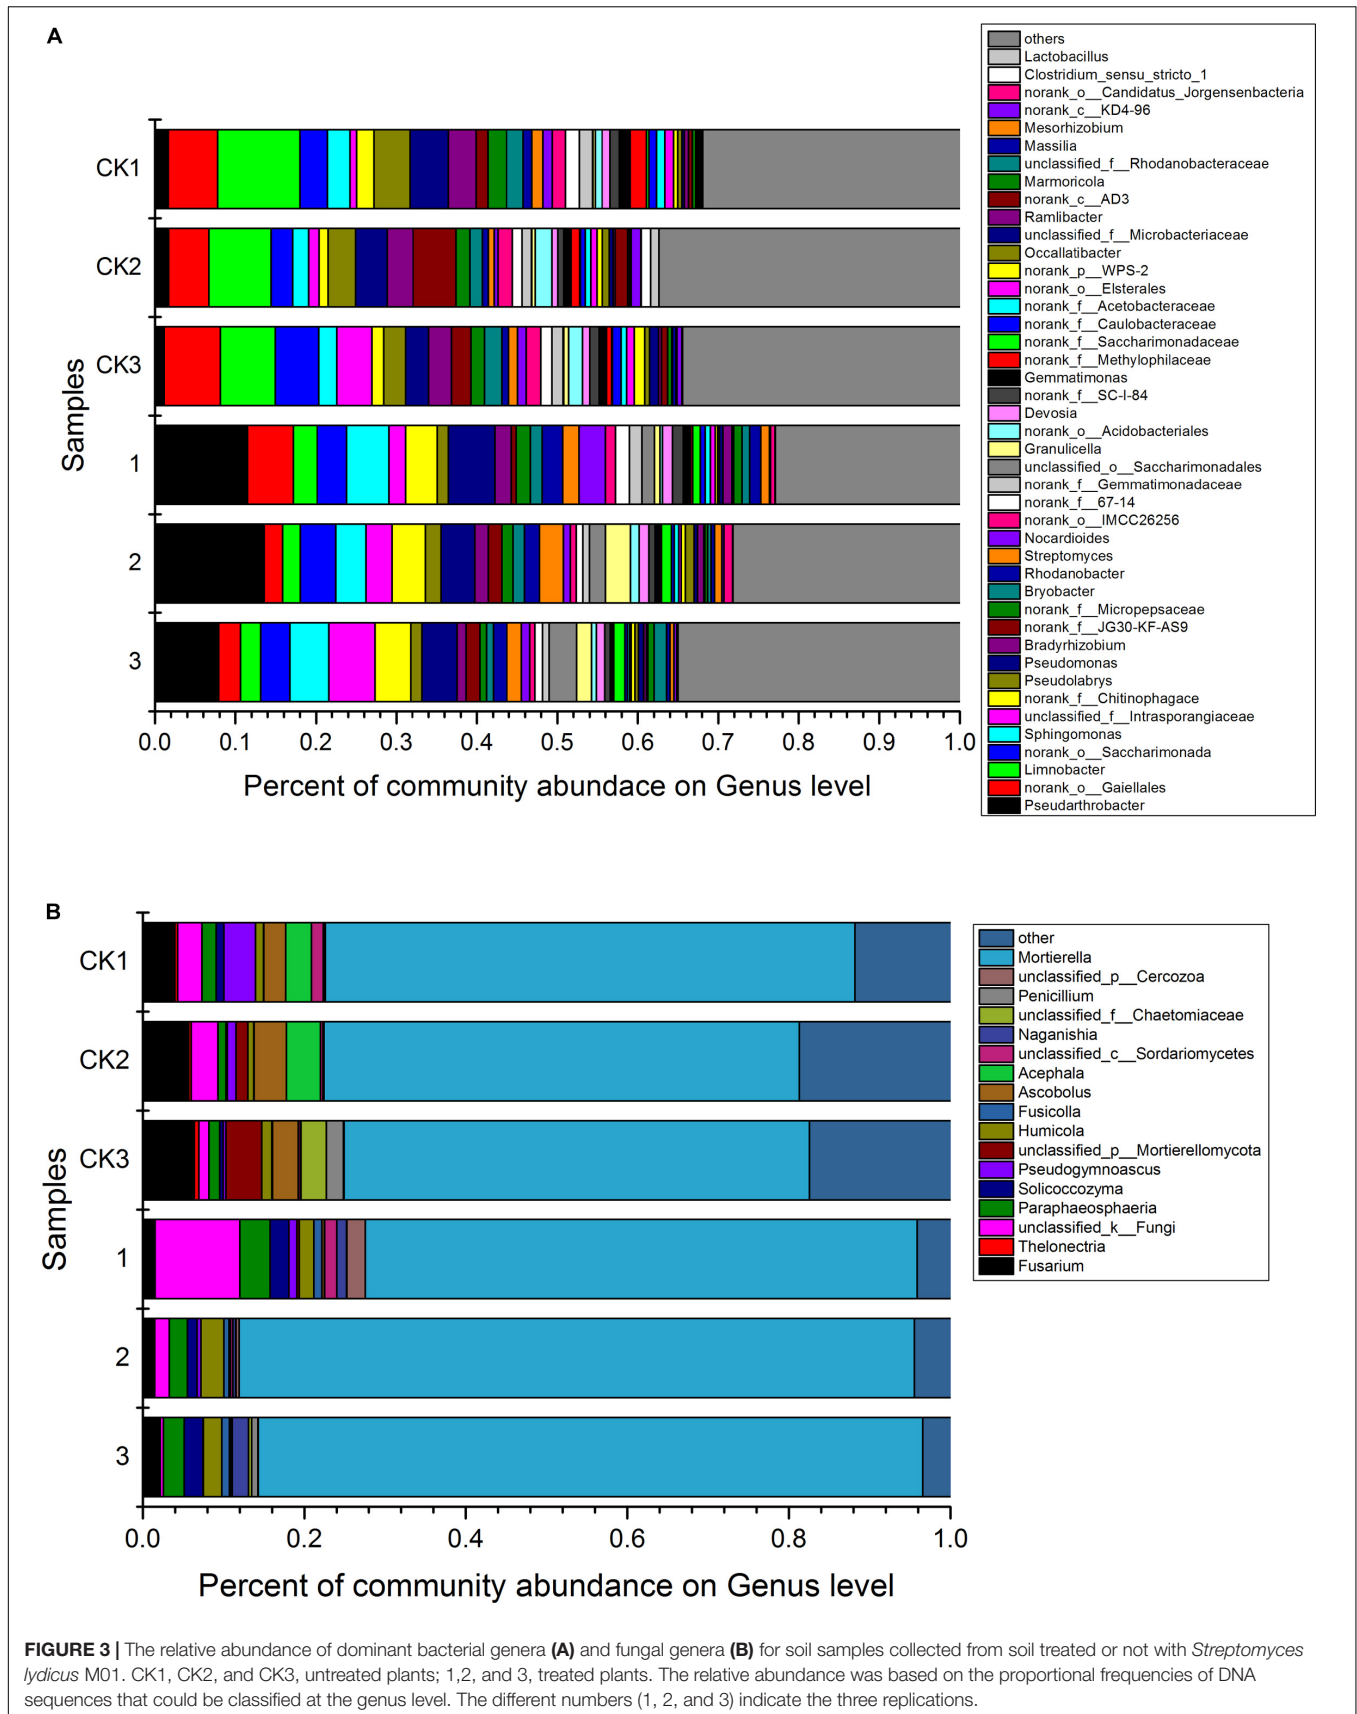 A
others
Lactobacillus
Clostridium_sensu_stricto_1
norank_o__Candidatus_Jorgensenbacteria
norank_c__KD4-96
Mesorhizobium
Massilia
unclassified_f__Rhodanobacteraceae
Marmoricola
norank_c__AD3
Ramlibacter
unclassified_f__Microbacteriaceae
Occallatibacter
norank_p__WPS-2
norank_o__Elsterales
norank_f__Acetobacteraceae
norank_f__Caulobacteraceae
norank_f__Saccharimonadaceae
norank_f__Methylophilaceae
Gemmatimonas
norank_f__SC-I-84
Devosia
norank_o__Acidobacteriales
Granulicella
unclassified_o__Saccharimonadales
norank_f__Gemmatimonadaceae
norank_f__67-14
norank_o__IMCC26256
Nocardioides
Streptomyces
Rhodanobacter
Bryobacter
norank_f__Micropepsaceae
norank_f__JG30-KF-AS9
Bradyrhizobium
Pseudomonas
Pseudolabrys
norank_f__Chitinophagace
unclassified_f__Intrasporangiaceae
Sphingomonas
norank_o__Saccharimonada
Limnobacter
norank_o__Gaiellales
Pseudarthrobacter
Samples
CK1
CK2
CK3
1
2
3
0.0 0.1 0.2 0.3 0.4 0.5 0.6 0.7 0.8 0.9 1.0
Percent of community abundace on Genus level
B
other
Mortierella
unclassified_p__Cercozoa
Penicillium
unclassified_f__Chaetomiaceae
Naganishia
unclassified_c__Sordariomycetes
Acephala
Ascobolus
Fusicolla
Humicola
unclassified_p__Mortierellomycota
Pseudogymnoascus
Solicoccozyma
Paraphaeosphaeria
unclassified_k__Fungi
Thelonectria
Fusarium
Samples
CK1
CK2
CK3
1
2
3
0.0 0.2 0.4 0.6 0.8 1.0
Percent of community abundance on Genus level
FIGURE 3 | The relative abundance of dominant bacterial genera (A) and fungal genera (B) for soil samples collected from soil treated or not with Streptomyces
lydicus M01. CK1, CK2, and CK3, untreated plants; 1,2, and 3, treated plants. The relative abundance was based on the proportional frequencies of DNA
sequences that could be classified at the genus level. The different numbers (1, 2, and 3) indicate the three replications.